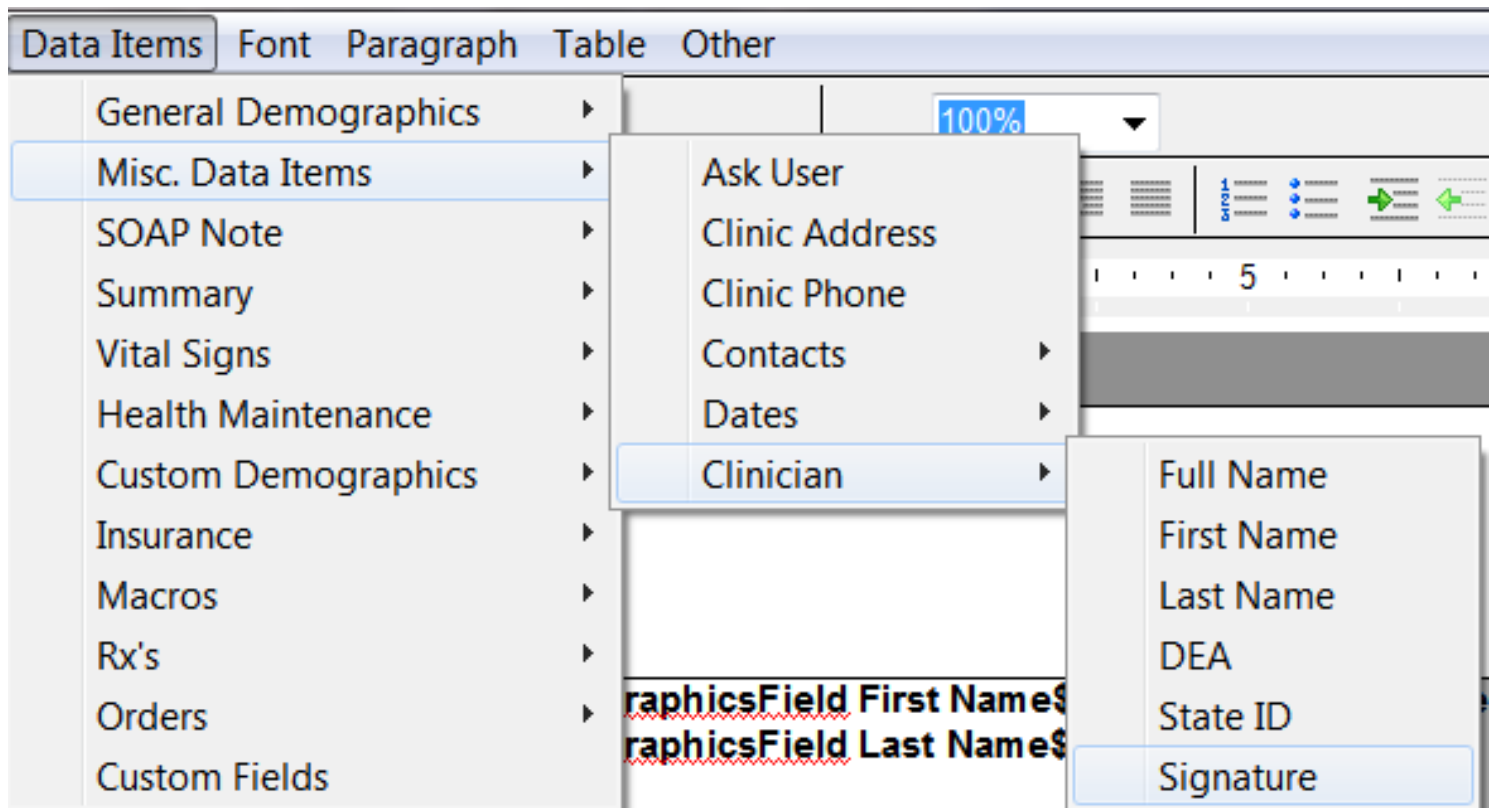 Data Items Font Paragraph Table Other
General Demographics
Misc. Data Items
SOAP Note
Summary
Vital Signs
Health Maintenance
Custom Demographics
Insurance
Macros
Rx's
Orders
Custom Fields
100%
Ask User
Clinic Address
Clinic Phone
Contacts
Dates
Clinician
5
Full Name
First Name
Last Name
DEA
State ID
Signature
raphicsField First Name$
raphicsField Last Name$